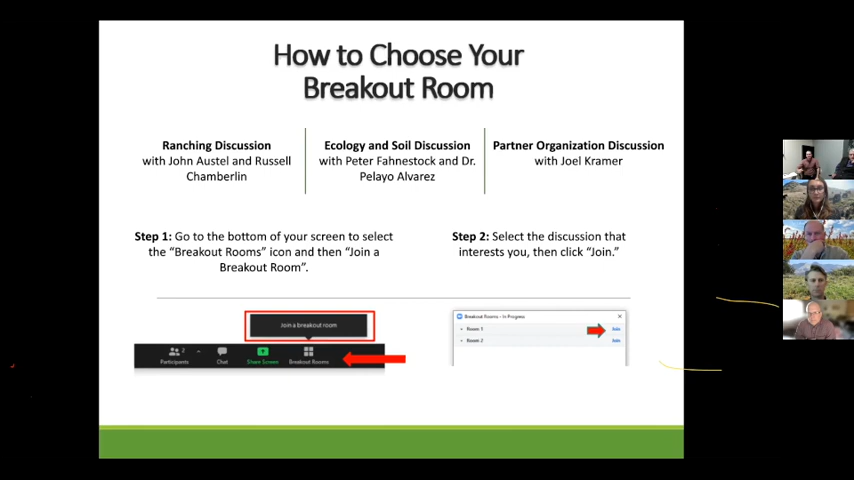 How to Choose Your
Breakout Room
Ranching Discussion
with John Austel and Russell
Chamberlin
Ecology and Soil Discussion
with Peter Fahnestock and Dr.
Pelayo Alvarez
Partner Organization Discussion
with Joel Kramer
Step 1: Go to the bottom of your screen to select
the “Breakout Rooms” icon and then “Join a
Breakout Room”.
Step 2: Select the discussion that
interests you, then click “Join.”
Join a breakout room
2
Participants
Chat
Share Screen
Breakout Rooms
Breakout Rooms - In Progress
Room 1
Join
Room 2
Join